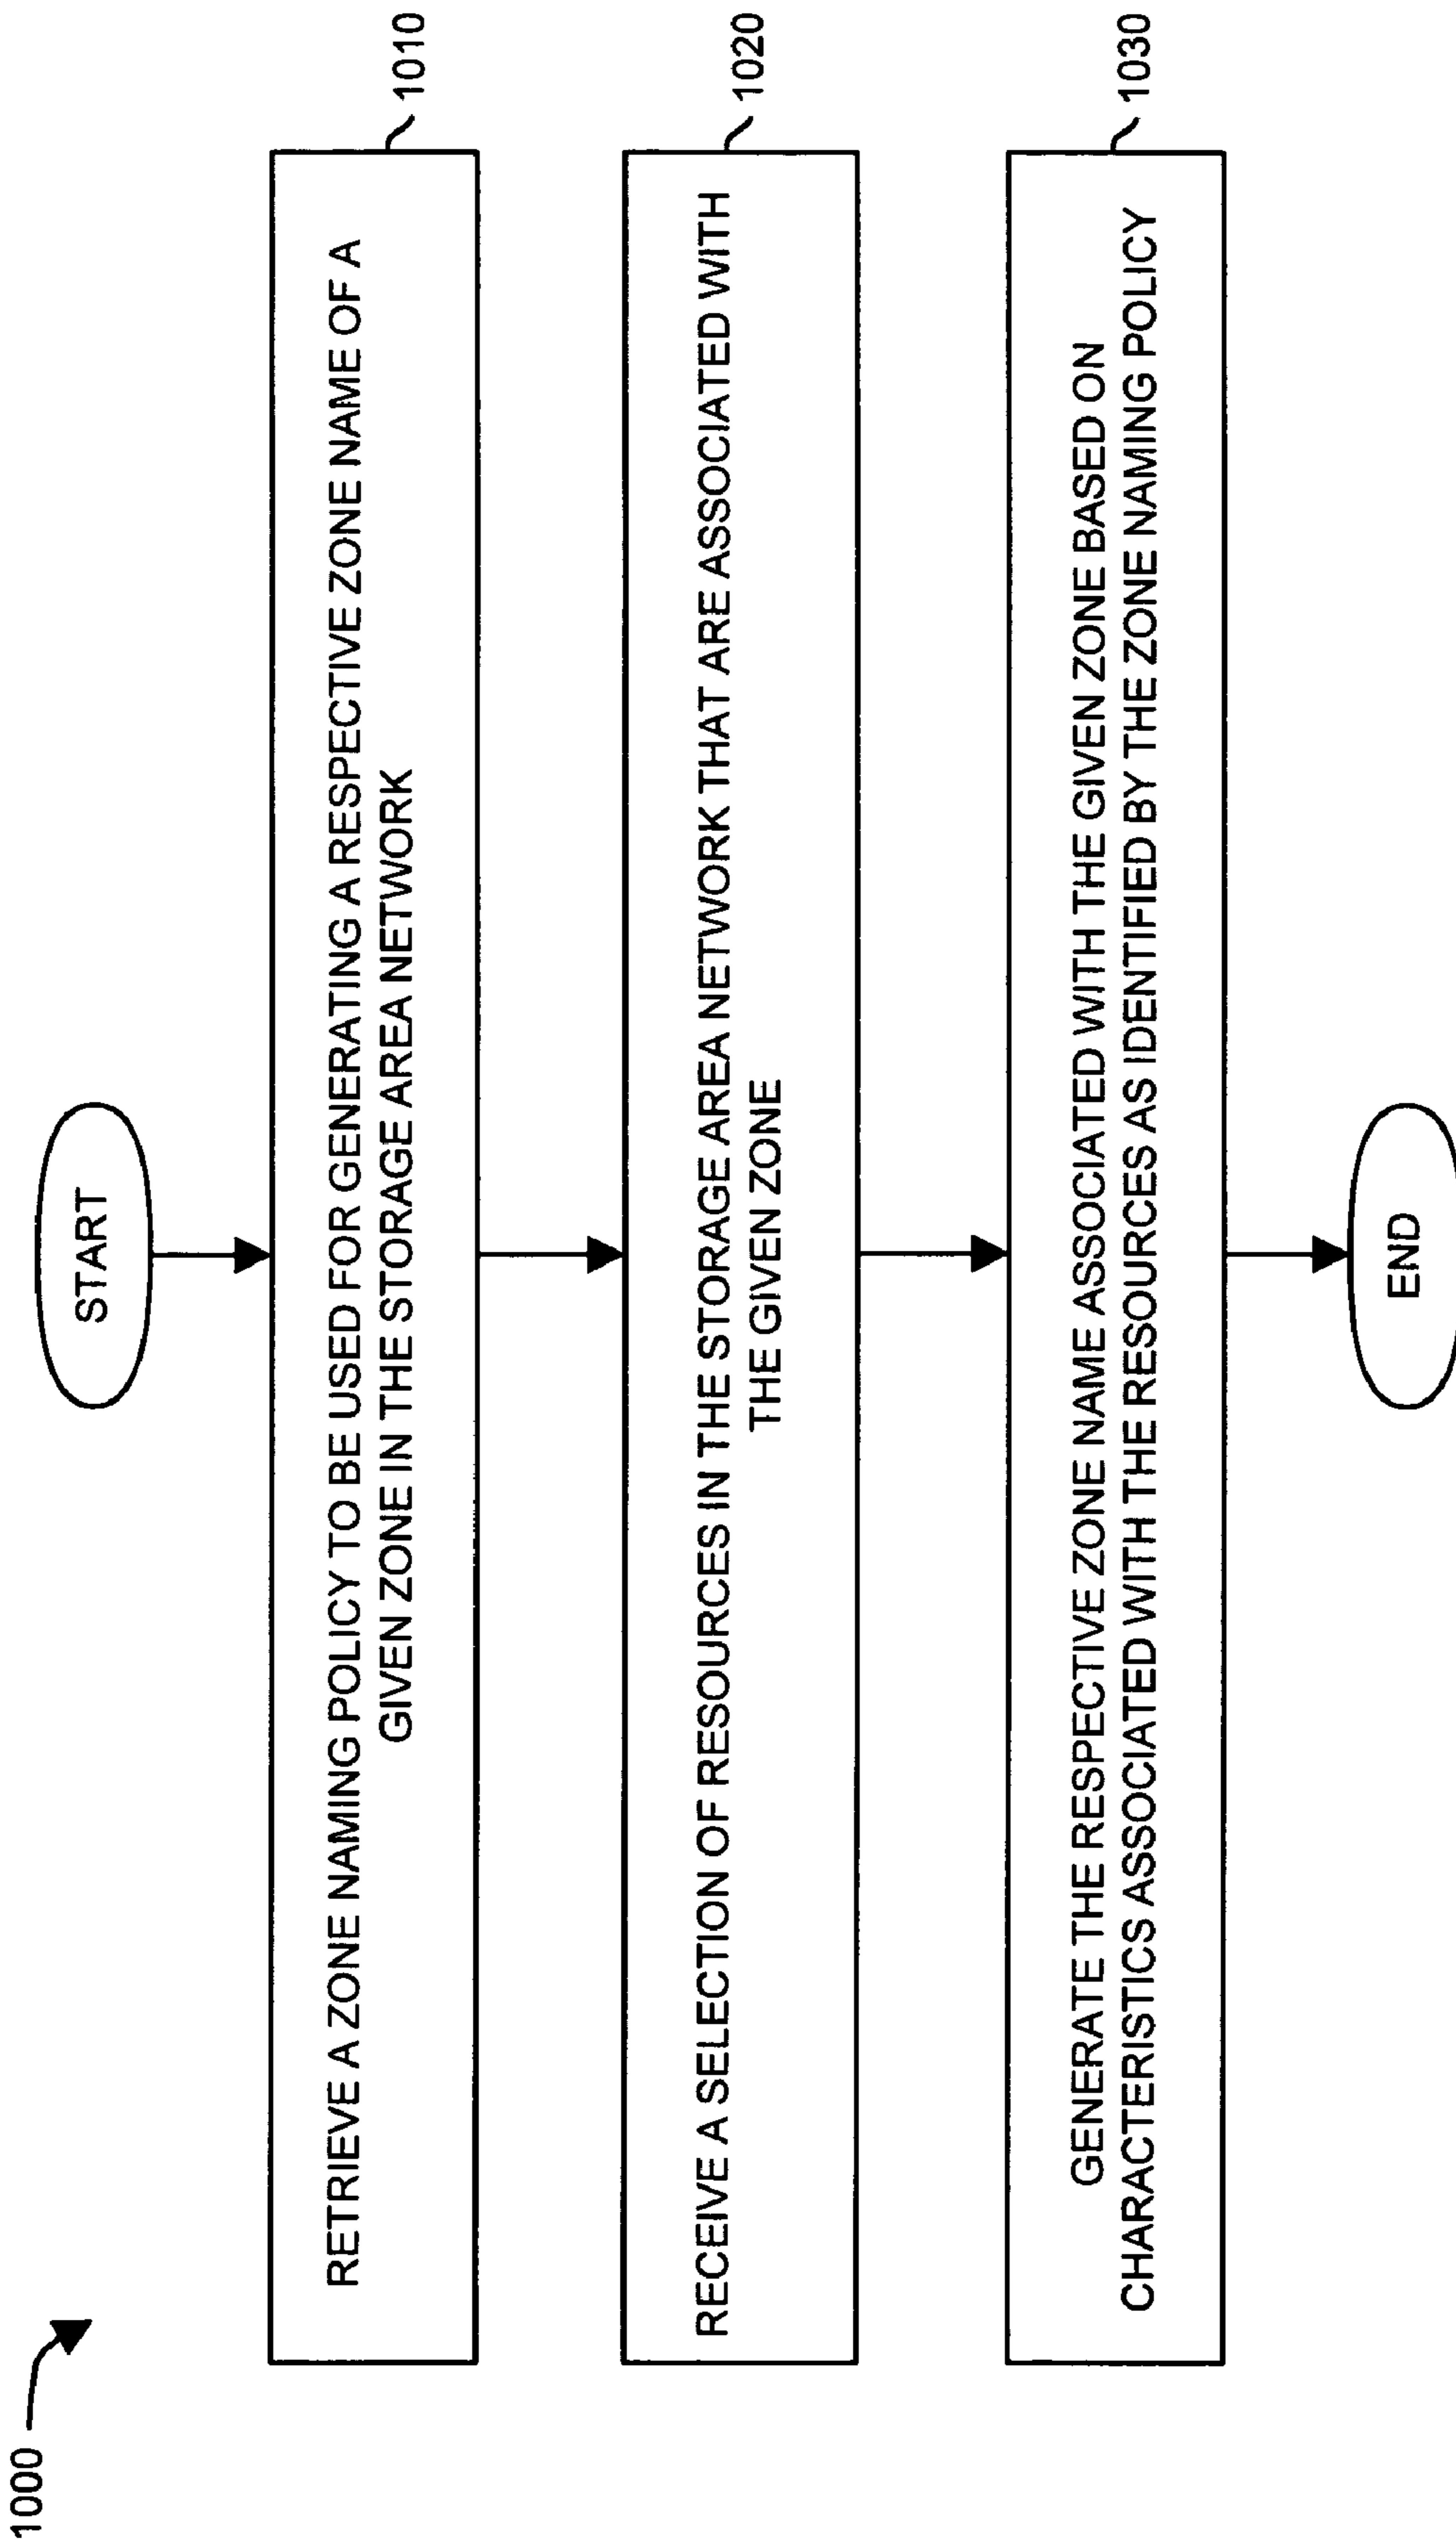 1000
START
RETRIEVE A ZONE NAMING POLICY TO BE USED FOR GENERATING A RESPECTIVE ZONE NAME OF A
GIVEN ZONE IN THE STORAGE AREA NETWORK
1010
RECEIVE A SELECTION OF RESOURCES IN THE STORAGE AREA NETWORK THAT ARE ASSOCIATED WITH
THE GIVEN ZONE
1020
GENERATE THE RESPECTIVE ZONE NAME ASSOCIATED WITH THE GIVEN ZONE BASED ON
CHARACTERISTICS ASSOCIATED WITH THE RESOURCES AS IDENTIFIED BY THE ZONE NAMING POLICY
1030
END